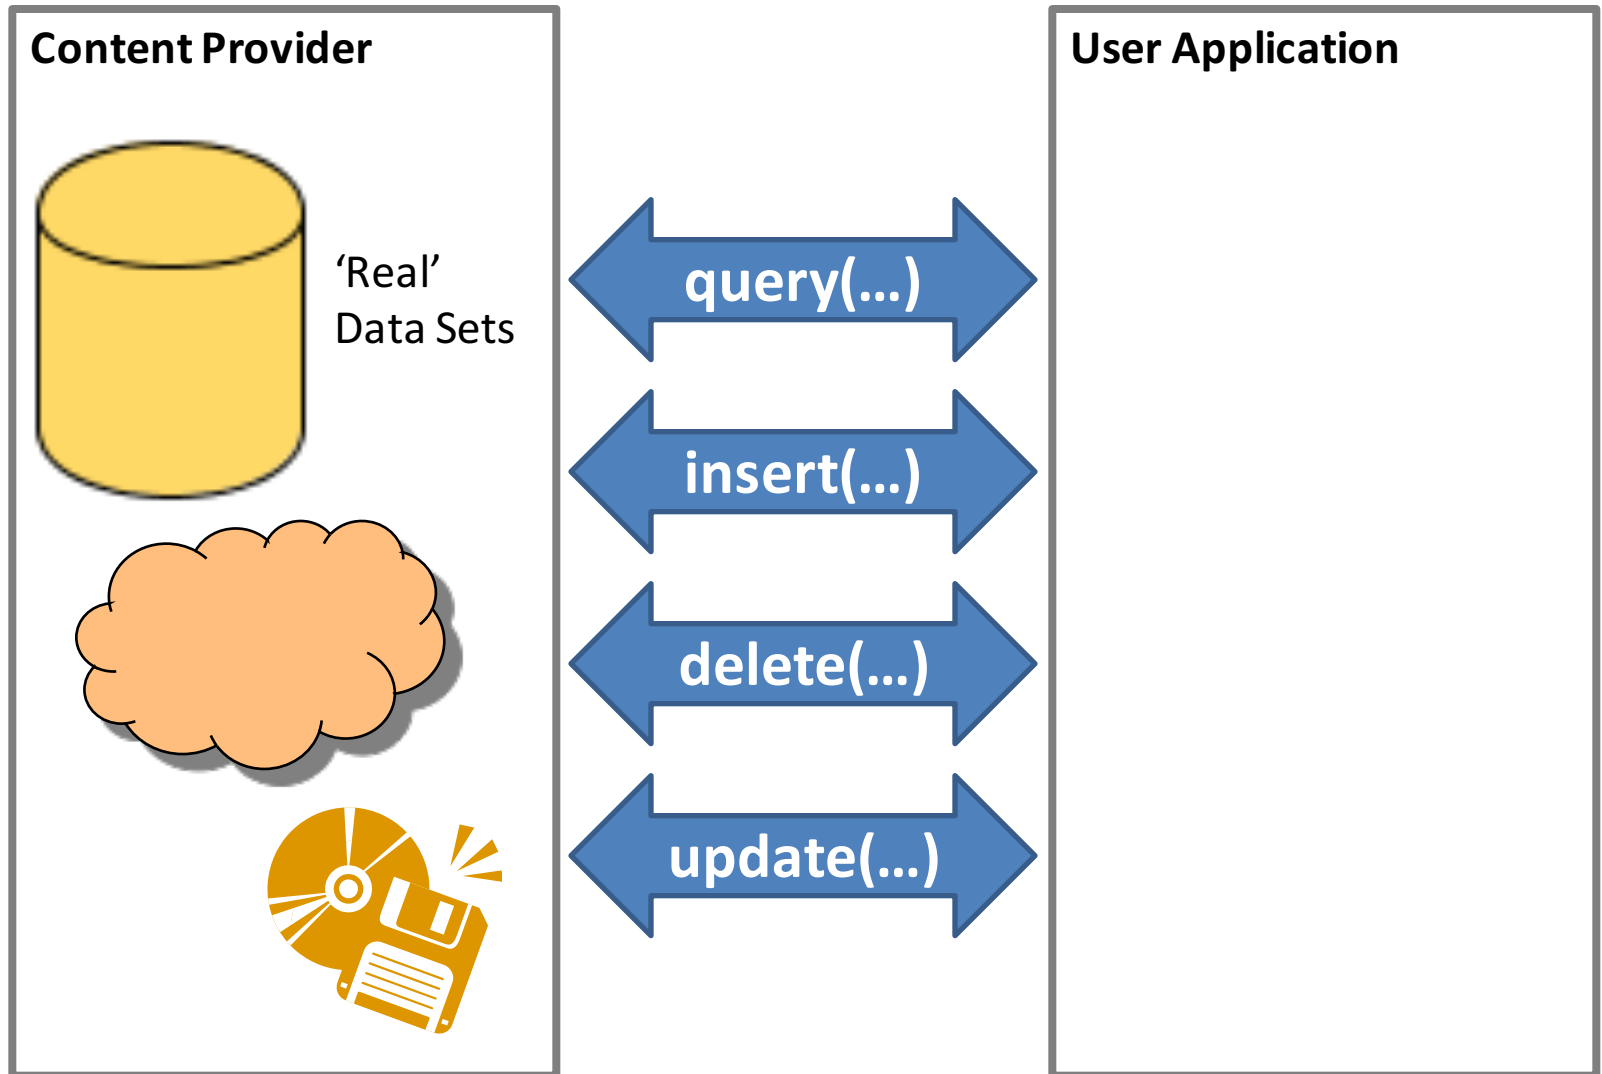 Content Provider
User Application
‘Real’
Data Sets
query(...)
insert(...)
delete(...)
update(...)